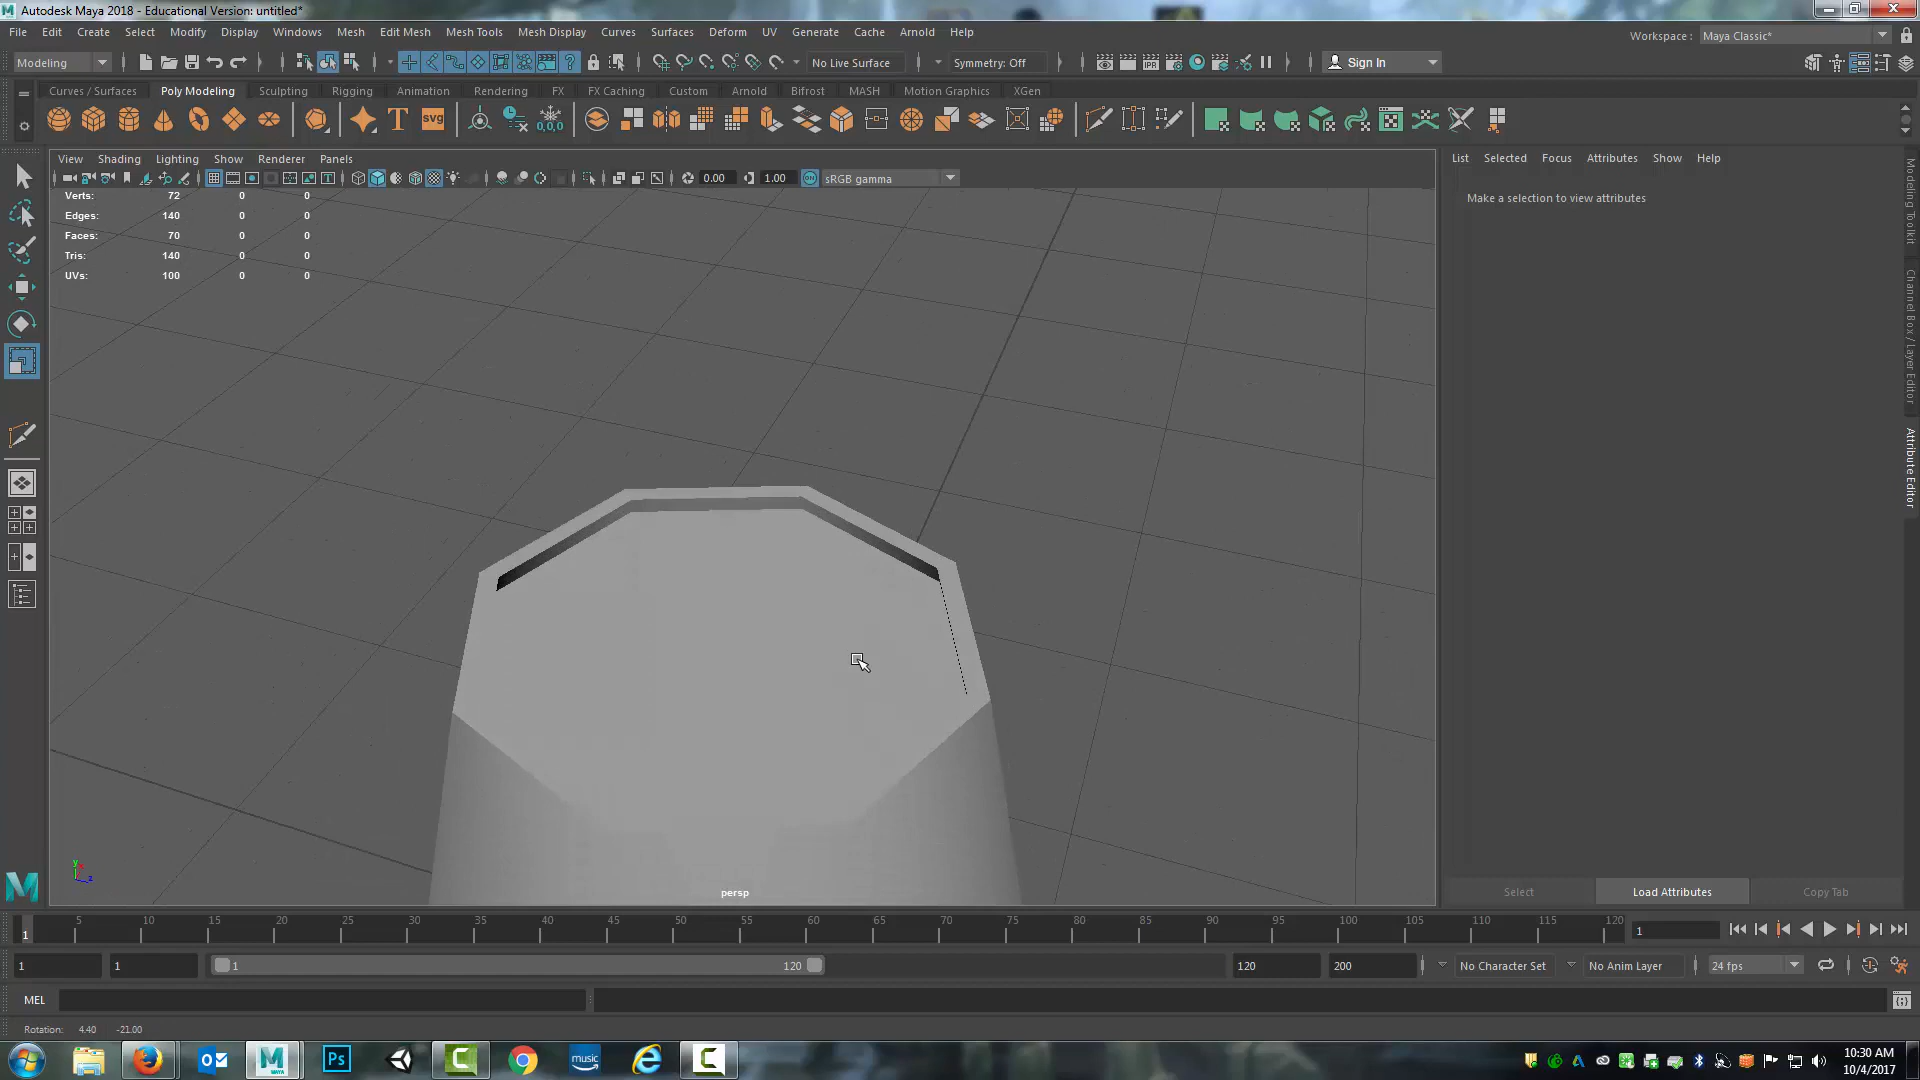 Autodesk Maya 2018 - Educational Version: untitled*
File Edit Create Select Modify Display Windows Mesh Edit Mesh Mesh Tools Mesh Display Curves Surfaces Deform UV Generate Cache Arnold Help
Workspace : Maya Classic*
Modeling No Live Surface Symmetry: Off Sign In
Curves / Surfaces Poly Modeling Sculpting Rigging Animation Rendering FX FX Caching Custom Arnold Bifrost MASH Motion Graphics XGen
T svg 0,0,0
View Shading Lighting Show Renderer Panels
List Selected Focus Attributes Show Help
0.00 1.00 ON sRGB gamma
Make a selection to view attributes
Verts: 72 0 0
Edges: 140 0 0
Faces: 70 0 0
Tris: 140 0 0
UVs: 100 0 0
Modeling Toolkit
Channel Box / Layer Editor
Attribute Editor
y
z
persp
Select Load Attributes Copy Tab
1 5 10 15 20 25 30 35 40 45 50 55 60 65 70 75 80 85 90 95 100 105 110 115 120 1
1 1 1 120 120 200 No Character Set No Anim Layer 24 fps
MEL
Rotation: 4.40 -21.00
MAYA Ps music
10:30 AM
10/4/2017